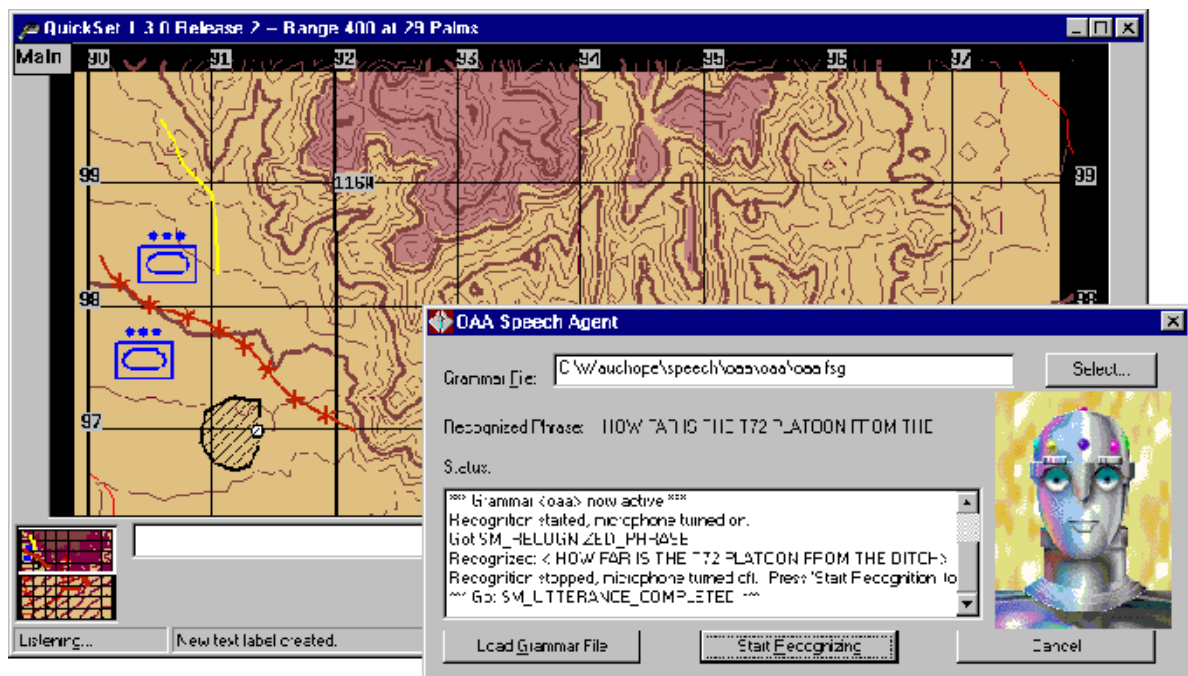 QuickSet 1.3.0 Release 2 – Range 400 at 29 Palms
Main 90 91 92 93 94 95 96 97
99 116W 99
98 98
97
OAA Speech Agent
Grammar File: Select...
Recognized Phrase: HOW FAR IS THE T72 PLATOON FROM THE
Status:
*** Grammar <oaa> now active ***
Recognition started, microphone turned on.
Got SM_RECOGNIZED_PHRASE
Recognized: < HOW FAR IS THE T72 PLATOON FROM THE DITCH>
Recognition stopped, microphone turned off. Press 'Start Recognition' to
*** Got SM_UTTERANCE_COMPLETED ***
Listening... New text label created.
Load Grammar File Start Recognizing Cancel